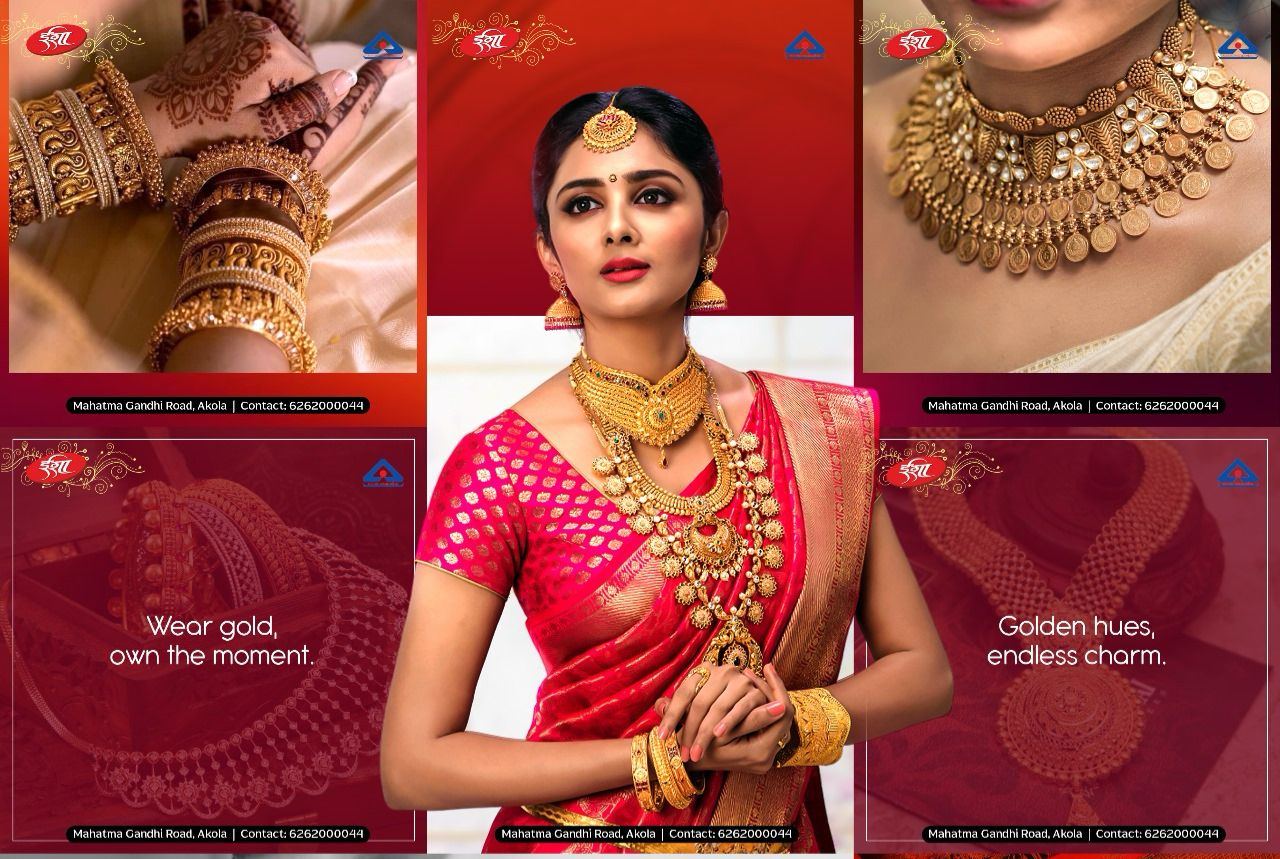 ईशा
ईशा
ईशा
Mahatma Gandhi Road, Akola | Contact: 6262000044
Mahatma Gandhi Road, Akola | Contact: 6262000044
ईशा
ईशा
Wear gold,
own the moment.
Golden hues,
endless charm.
Mahatma Gandhi Road, Akola | Contact: 6262000044
Mahatma Gandhi Road, Akola | Contact: 6262000044
Mahatma Gandhi Road, Akola | Contact: 6262000044